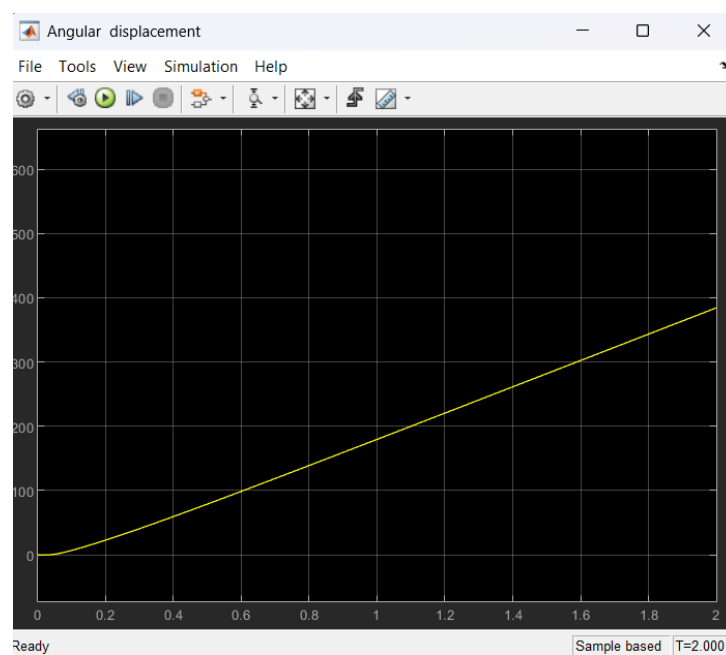 Angular displacement
File Tools View Simulation Help
600
500
400
300
200
100
0
0 0.2 0.4 0.6 0.8 1 1.2 1.4 1.6 1.8 2
Ready Sample based T=2.000